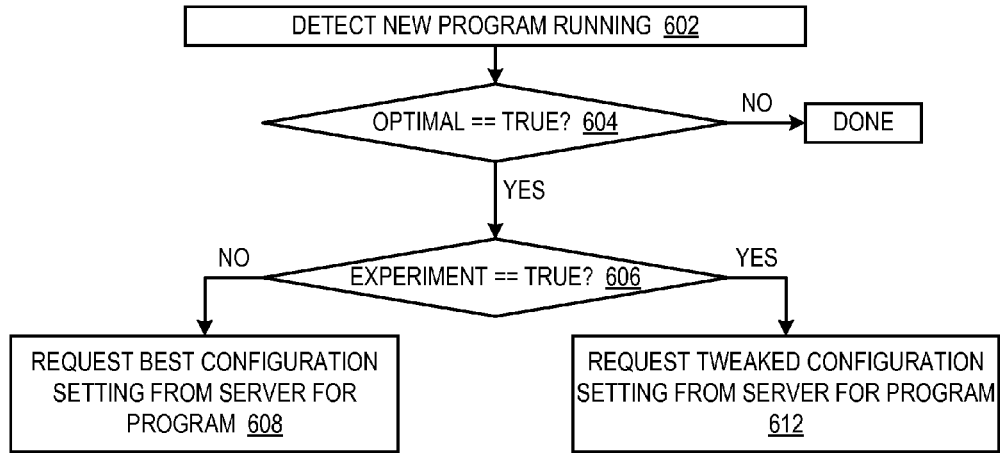 DETECT NEW PROGRAM RUNNING 602
OPTIMAL == TRUE? 604
NO
DONE
YES
NO
EXPERIMENT == TRUE? 606
YES
REQUEST BEST CONFIGURATION
SETTING FROM SERVER FOR
PROGRAM 608
REQUEST TWEAKED CONFIGURATION
SETTING FROM SERVER FOR PROGRAM
612